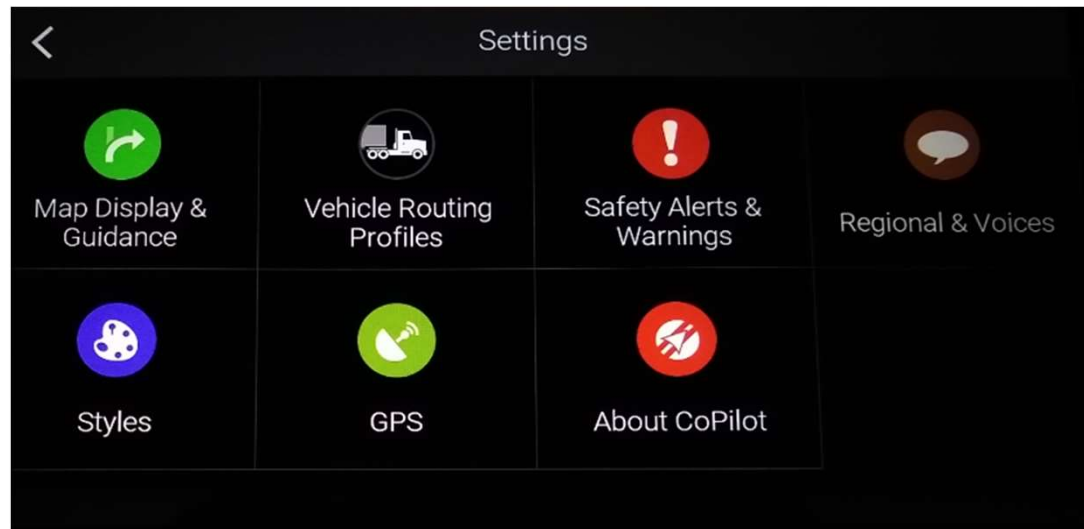 Settings
Map Display &
Guidance
Vehicle Routing
Profiles
Safety Alerts &
Warnings
Regional & Voices
Styles
GPS
About CoPilot